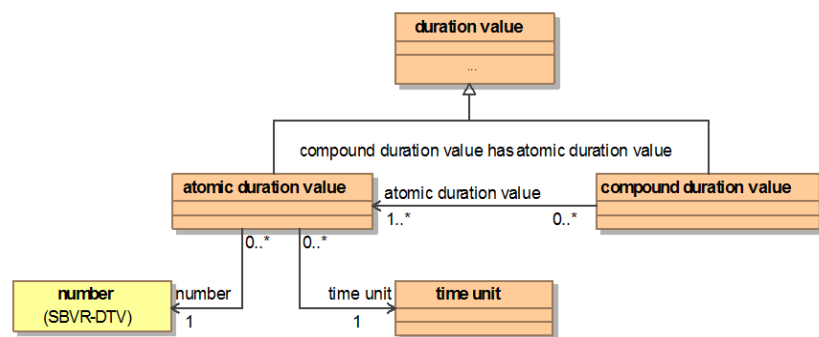 duration value
...
compound duration value has atomic duration value
atomic duration value
atomic duration value
compound duration value
1..*
0..*
0..*
0..*
number
(SBVR-DTV)
number
1
time unit
1
time unit